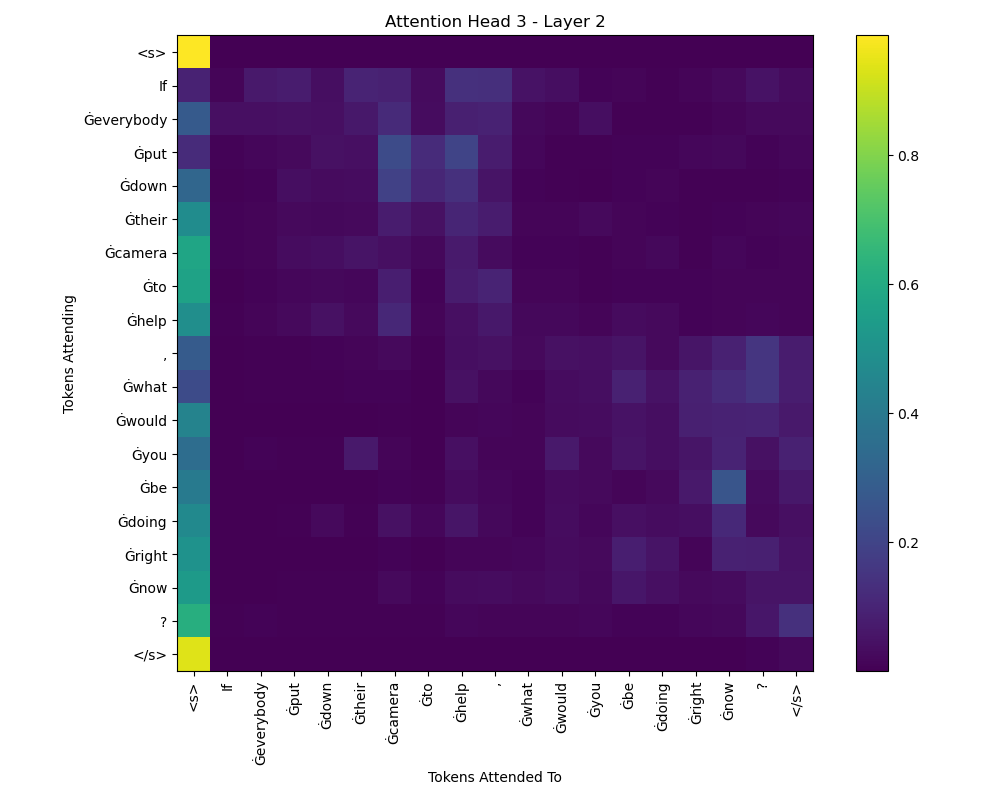 Attention Head 3 - Layer 2
Tokens Attending
<s>
If
Ġeverybody
Ġput
Ġdown
Ġtheir
Ġcamera
Ġto
Ġhelp
,
Ġwhat
Ġwould
Ġyou
Ġbe
Ġdoing
Ġright
Ġnow
?
</s>
<s>
If
Ġeverybody
Ġput
Ġdown
Ġtheir
Ġcamera
Ġto
Ġhelp
,
Ġwhat
Ġwould
Ġyou
Ġbe
Ġdoing
Ġright
Ġnow
?
</s>
Tokens Attended To
0.8
0.6
0.4
0.2